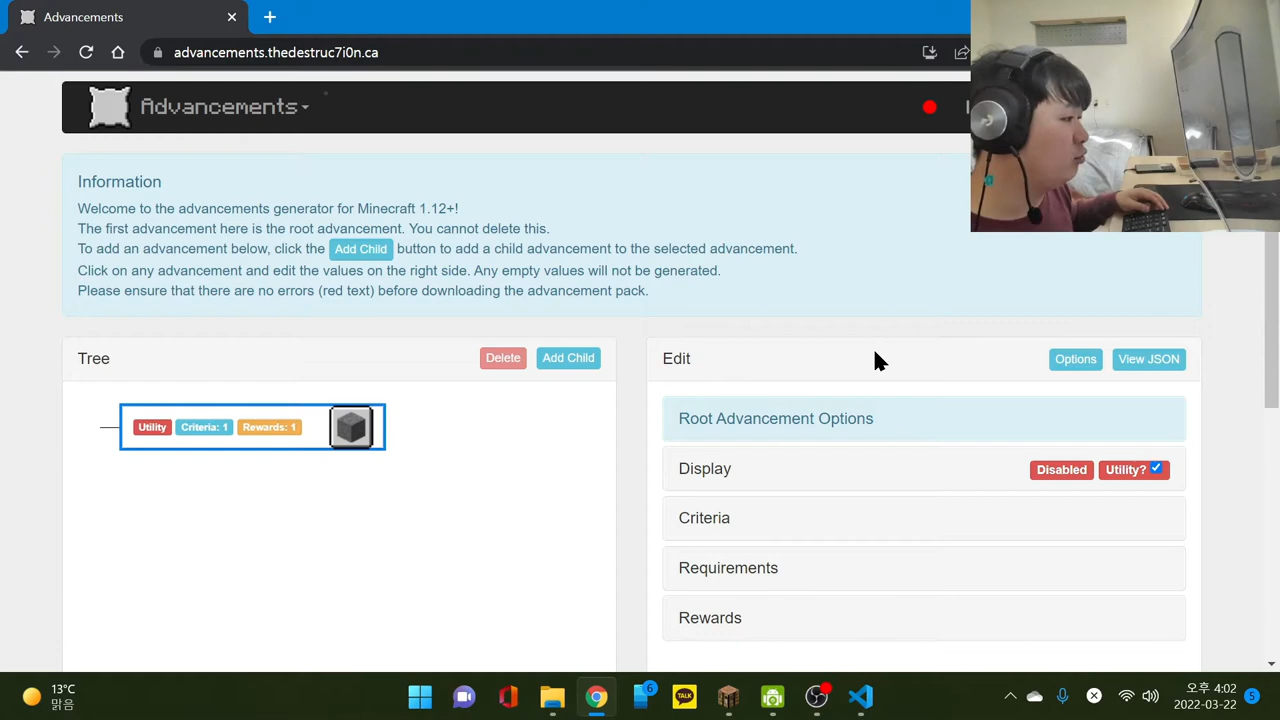 Advancements
advancements.thedestruc7i0n.ca
Advancements
Information
Welcome to the advancements generator for Minecraft 1.12+!
The first advancement here is the root advancement. You cannot delete this.
To add an advancement below, click the Add Child button to add a child advancement to the selected advancement.
Click on any advancement and edit the values on the right side. Any empty values will not be generated.
Please ensure that there are no errors (red text) before downloading the advancement pack.
Tree
Delete
Add Child
Utility
Criteria: 1
Rewards: 1
Edit
Options
View JSON
Root Advancement Options
Display
Disabled
Utility?
Criteria
Requirements
Rewards
13°C
맑음
6
TALK
오후 4:02
2022-03-22
5